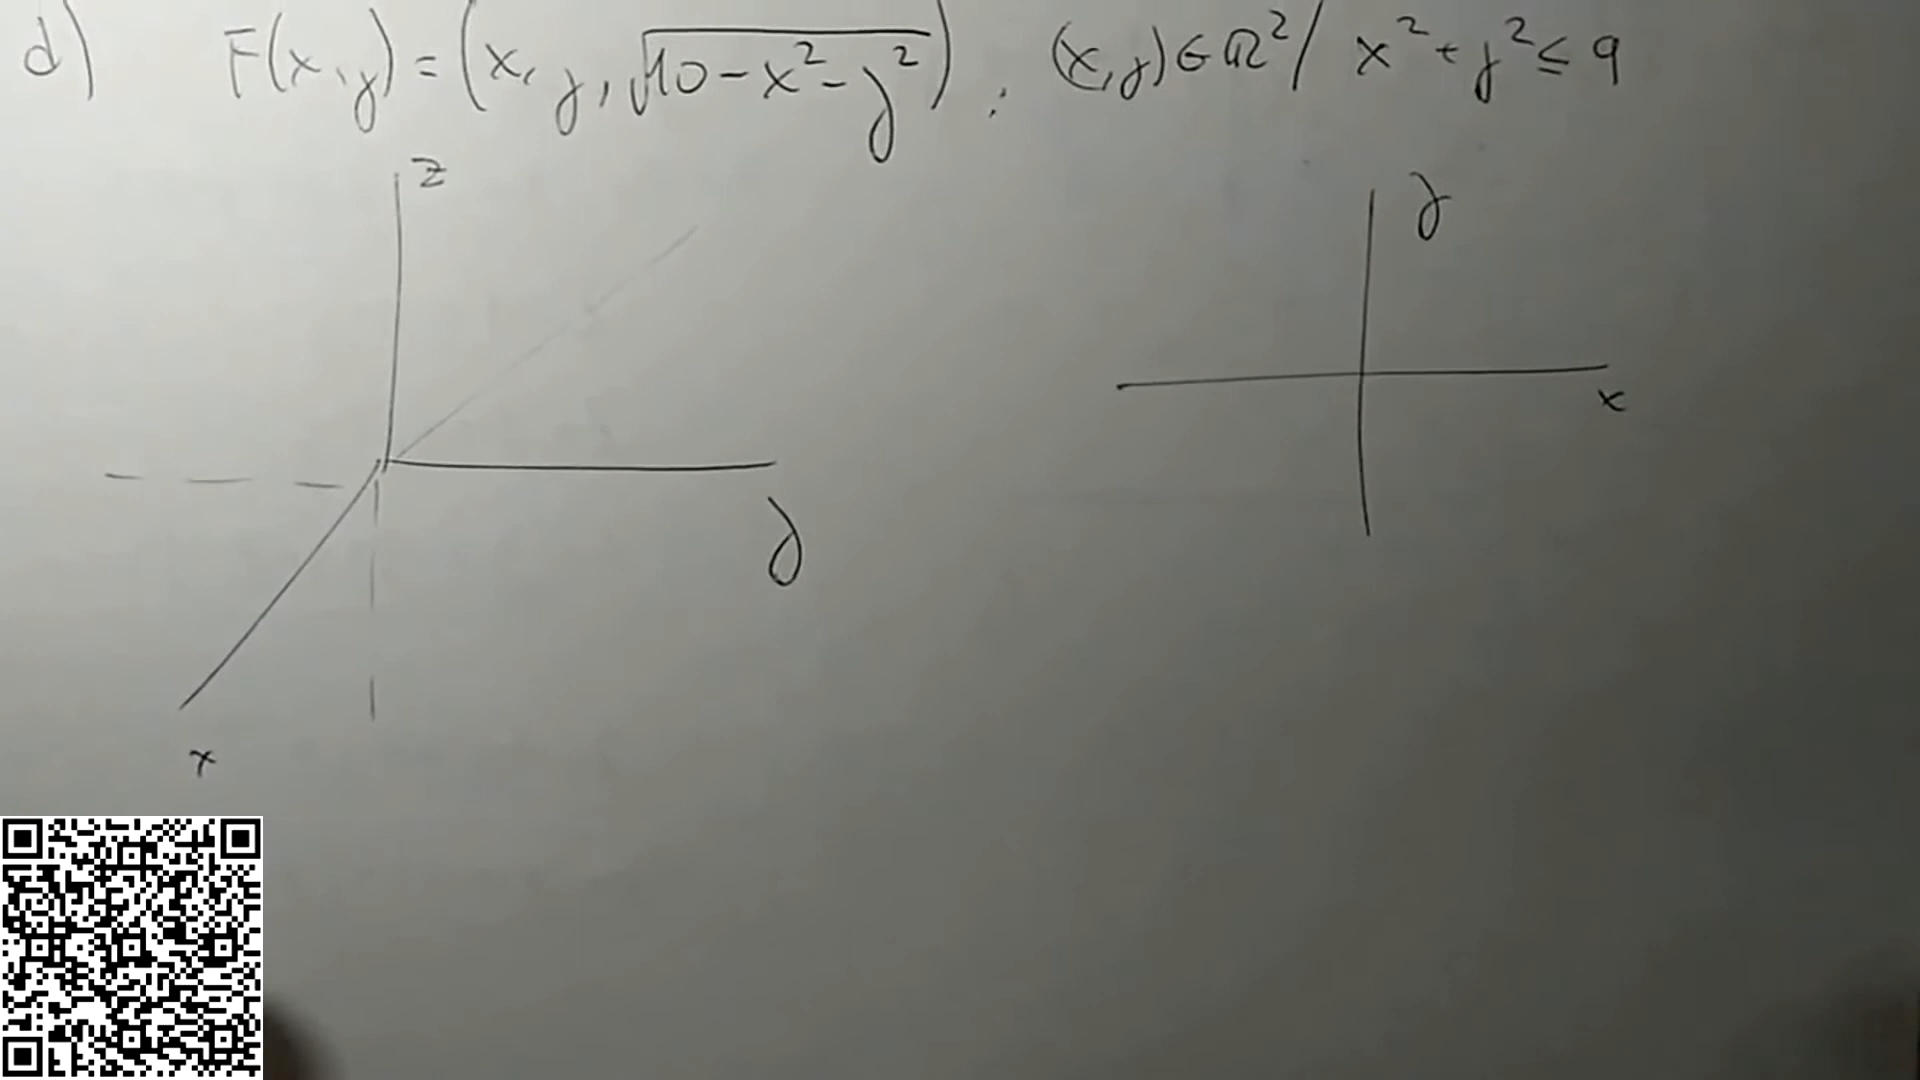 d) F(x,y) = (x, y, √(10-x²-y²)) ; (x,y) ∈ ℝ² / x² + y² ≤ 9
z
y
y
x
x